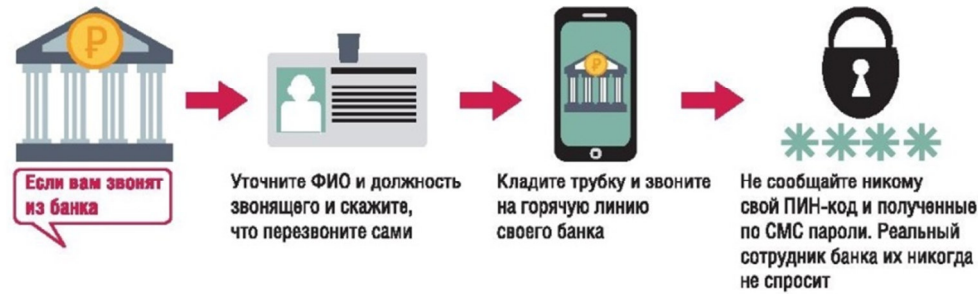 Если вам звонят
из банка
Уточните ФИО и должность
звонящего и скажите,
что перезвоните сами
Кладите трубку и звоните
на горячую линию
своего банка
Не сообщайте никому
свой ПИН-код и полученные
по СМС пароли. Реальный
сотрудник банка их никогда
не спросит